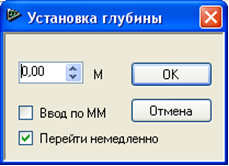 Установка глубины
0,00 М OK
Ввод по ММ Отмена
Перейти немедленно